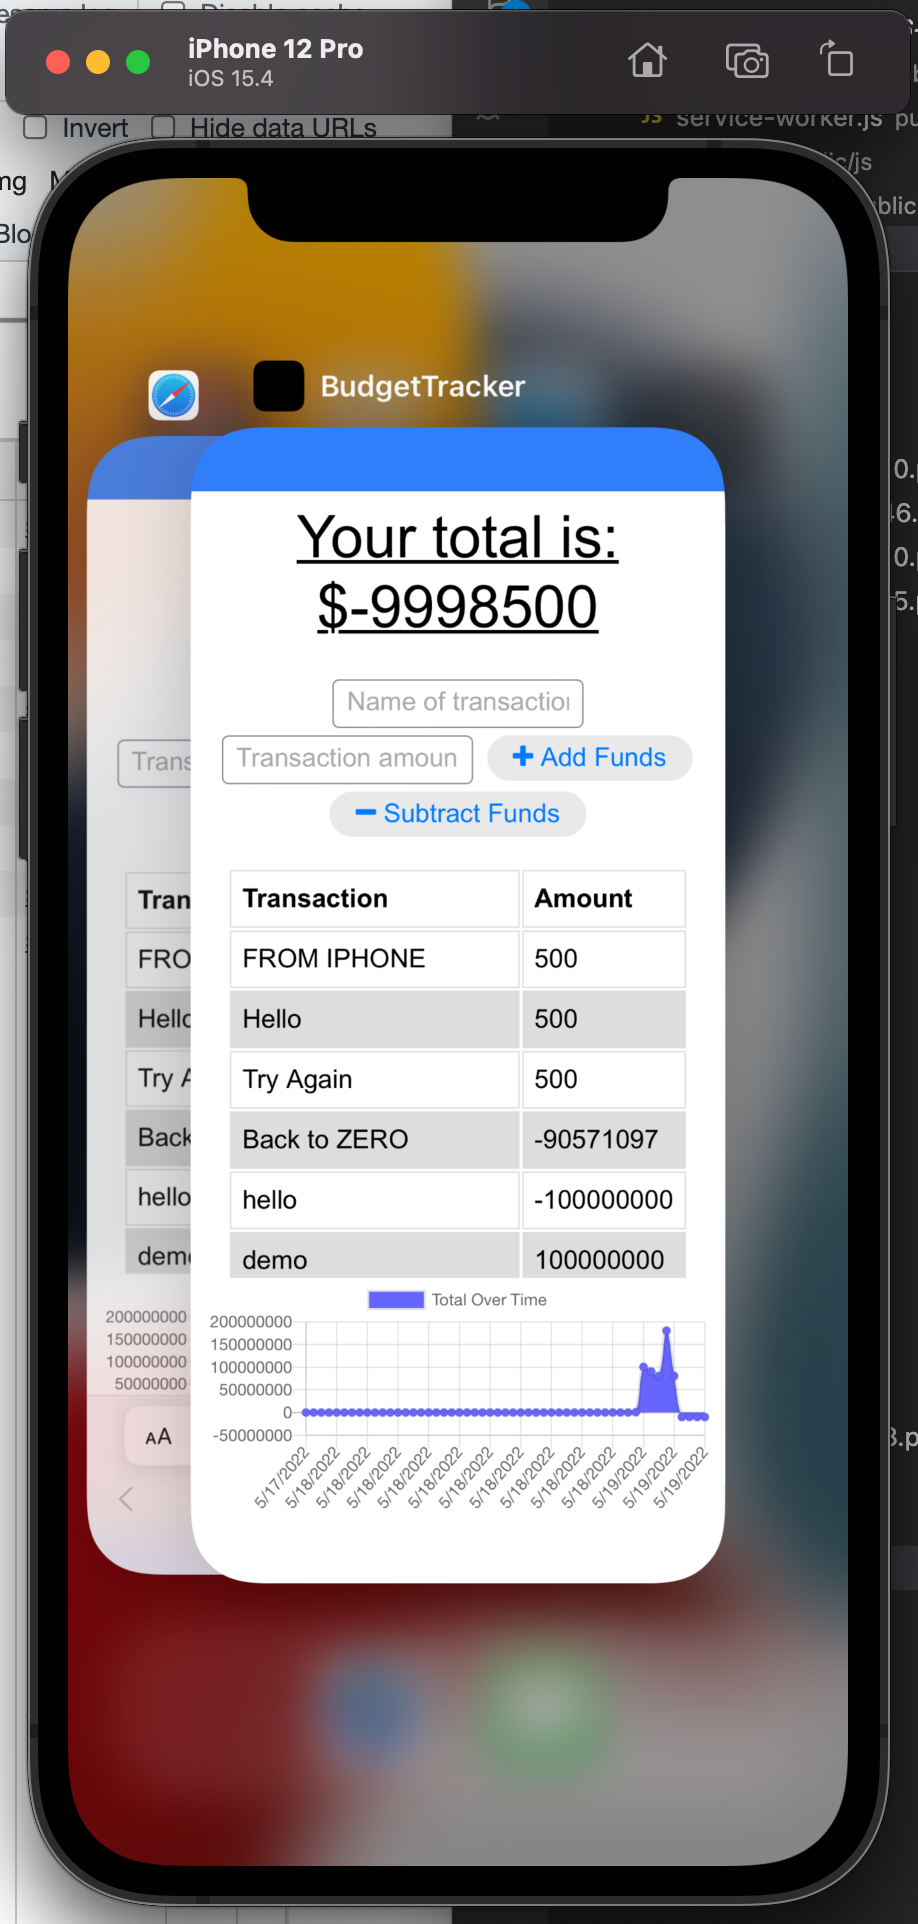 Disable cache
iPhone 12 Pro
iOS 15.4
Invert
Hide data URLs
JS service-worker.js
BudgetTracker
Your total is:
$-9998500
Name of transaction
Transaction amoun
Add Funds
Subtract Funds
Transaction Amount
FROM IPHONE 500
Hello 500
Try Again 500
Back to ZERO -90571097
hello -100000000
demo 100000000
Total Over Time
200000000
150000000
100000000
50000000
0
-50000000
5/17/2022
5/18/2022
5/18/2022
5/18/2022
5/18/2022
5/18/2022
5/18/2022
5/18/2022
5/18/2022
5/18/2022
5/18/2022
5/19/2022
5/19/2022
5/19/2022
Trans
Tran
FRO
Hello
Try A
Back
hello
demo
200000000
150000000
100000000
50000000
AA